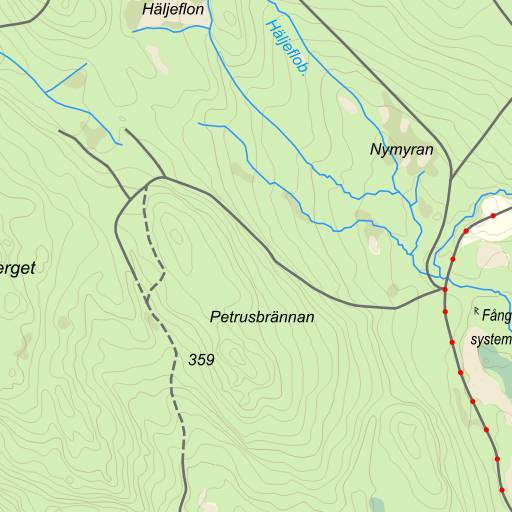 Häljeflon
Häljeflob.
Nymyran
erget
Petrusbrännan
R Fång
system
359